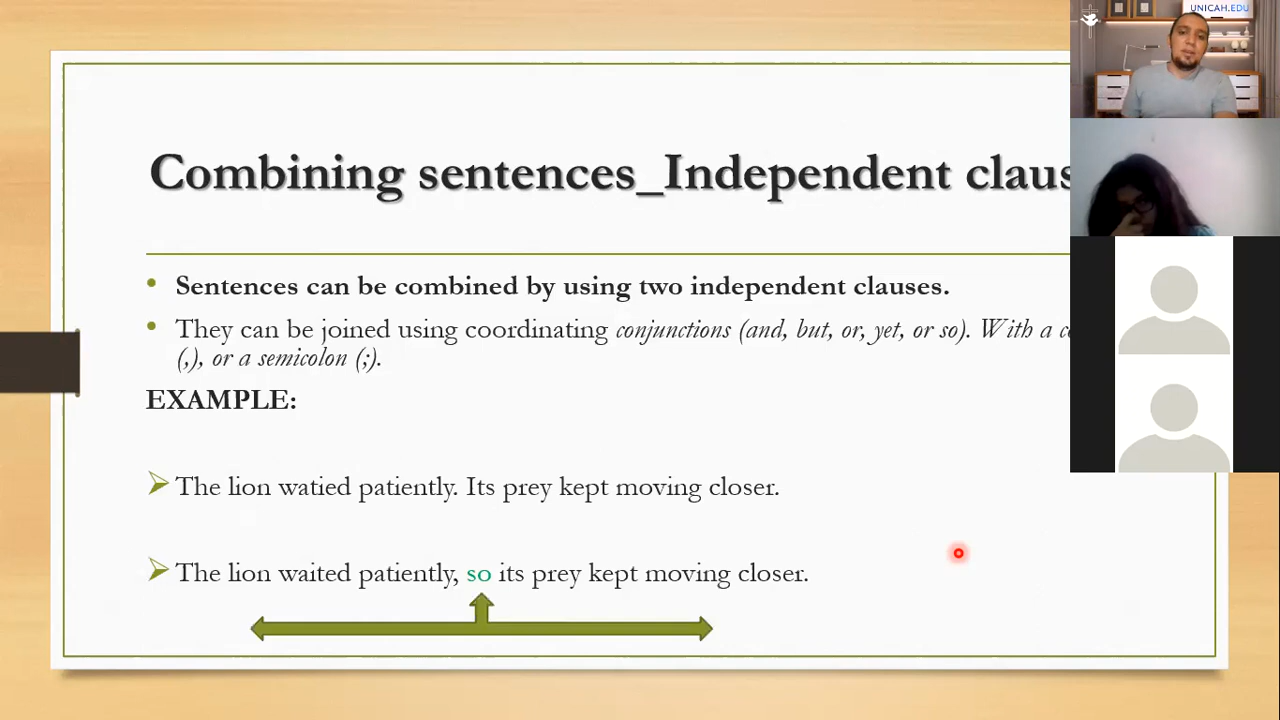 UNICAH.EDU
Combining sentences_Independent
Sentences can be combined by using two independent clauses.
They can be joined using coordinating conjunctions (and, but, or, yet, or so). With a
(,), or a semicolon (;).
EXAMPLE:
The lion watied patiently. Its prey kept moving closer.
The lion waited patiently, so its prey kept moving closer.